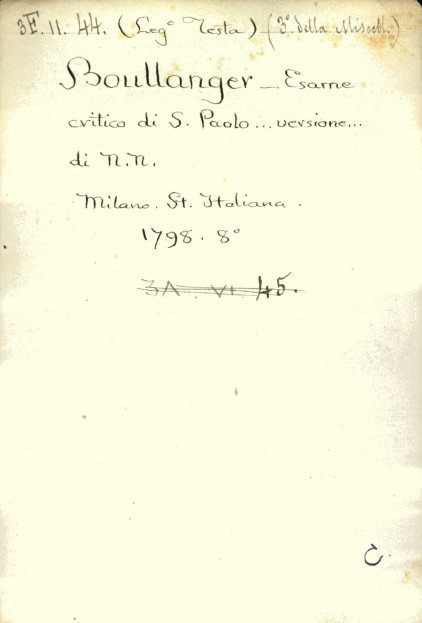 3F. 11. 44. (Leg° Testa) (3° della Miscell.)
Boullanger — Esame
critico di S. Paolo... versione...
di N.N.
Milano. St. Italiana.
1798. 8°
3A VI 45.
C.